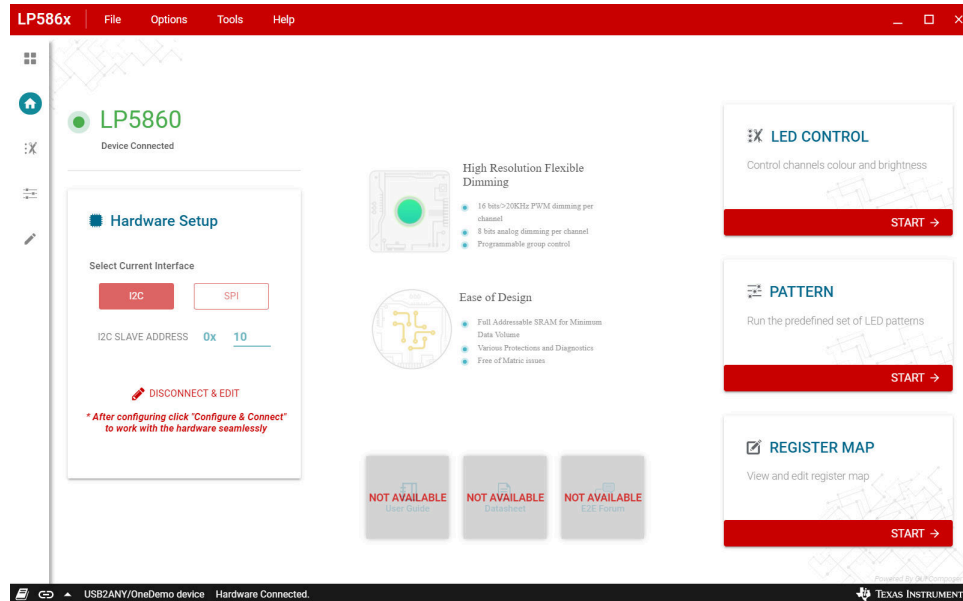 LP586x File Options Tools Help
LP5860
Device Connected
Hardware Setup
Select Current Interface
I2C SPI
I2C SLAVE ADDRESS 0x 10
DISCONNECT & EDIT
* After configuring click "Configure & Connect"
to work with the hardware seamlessly
High Resolution Flexible
Dimming
16 bits>20KHz PWM dimming per
channel
8 bits analog dimming per channel
Programmable group control
Ease of Design
Full Addressable SRAM for Minimum
Data Volume
Various Protections and Diagnostics
Free of Matric issues
NOT AVAILABLE
User Guide
NOT AVAILABLE
Datasheet
NOT AVAILABLE
E2E Forum
LED CONTROL
Control channels colour and brightness
START →
PATTERN
Run the predefined set of LED patterns
START →
REGISTER MAP
View and edit register map
START →
Powered By GUI Composer
USB2ANY/OneDemo device Hardware Connected.
TEXAS INSTRUMENT